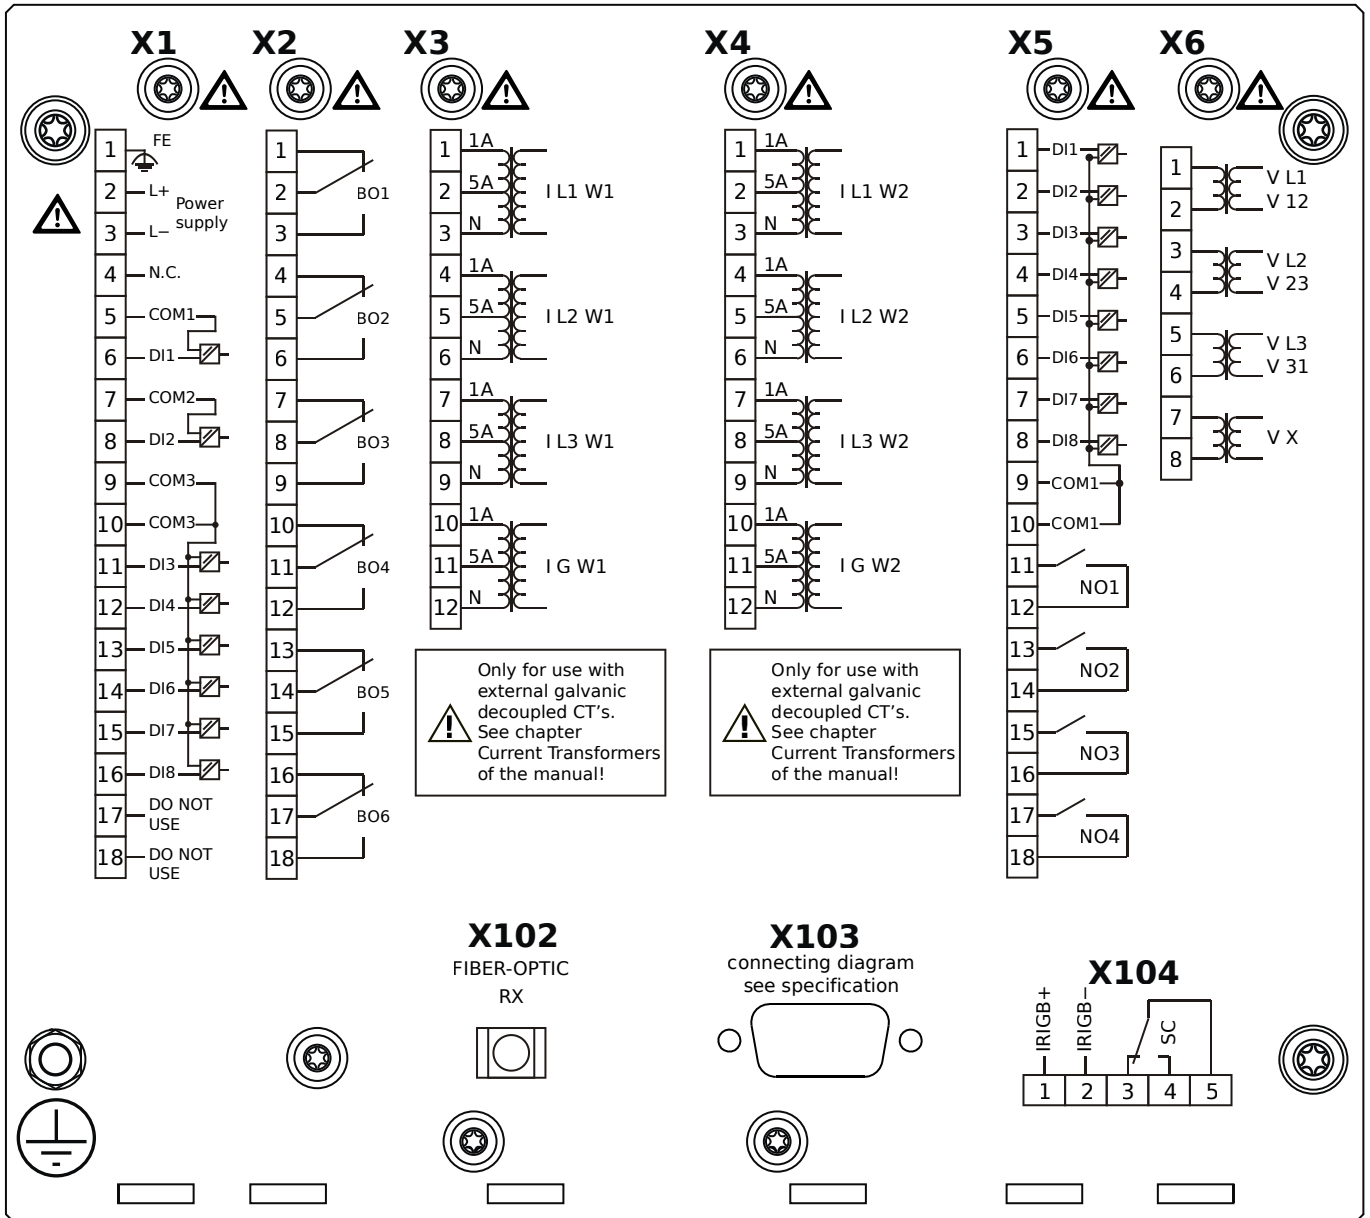 X1
X2
X3
X4
X5
X6
1
FE
2
L+
Power
supply
3
L−
4
N.C.
5
COM1
6
DI1
7
COM2
8
DI2
9
COM3
10
COM3
11
DI3
12
DI4
13
DI5
14
DI6
15
DI7
16
DI8
17
DO NOT
USE
18
DO NOT
USE
1
2
BO1
3
4
5
BO2
6
7
8
BO3
9
10
11
BO4
12
13
14
BO5
15
16
17
BO6
18
1
1A
2
5A
I L1 W1
3
N
4
1A
5
5A
I L2 W1
6
N
7
1A
8
5A
I L3 W1
9
N
10
1A
11
5A
I G W1
12
N
Only for use with
external galvanic
decoupled CT's.
See chapter
Current Transformers
of the manual!
1
1A
2
5A
I L1 W2
3
N
4
1A
5
5A
I L2 W2
6
N
7
1A
8
5A
I L3 W2
9
N
10
1A
11
5A
I G W2
12
N
Only for use with
external galvanic
decoupled CT's.
See chapter
Current Transformers
of the manual!
1
DI1
2
DI2
3
DI3
4
DI4
5
DI5
6
DI6
7
DI7
8
DI8
9
COM1
10
COM1
11
NO1
12
13
NO2
14
15
NO3
16
17
NO4
18
1
V L1
2
V 12
3
V L2
4
V 23
5
V L3
6
V 31
7
V X
8
X102
FIBER-OPTIC
RX
X103
connecting diagram
see specification
X104
IRIGB+
IRIGB−
SC
1 2 3 4 5